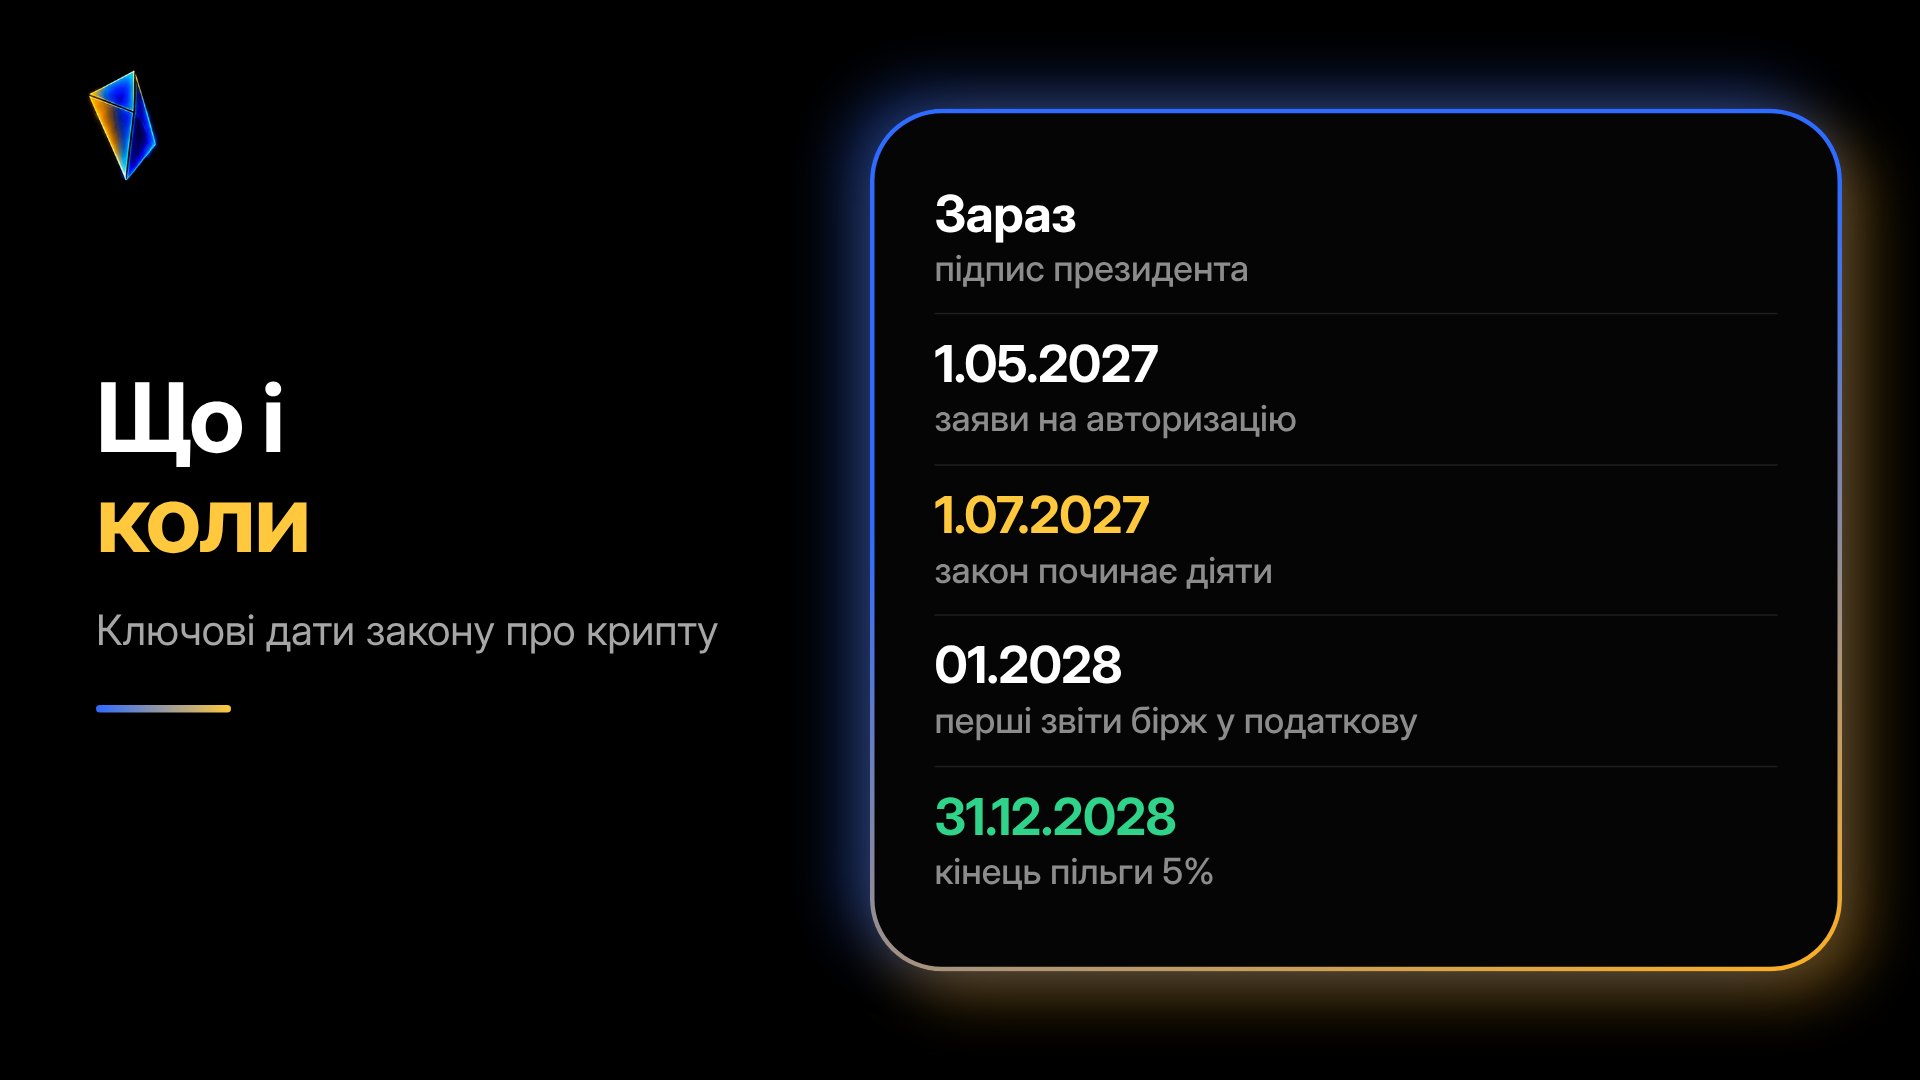 Що і
коли
Ключові дати закону про крипту
Зараз
підпис президента
1.05.2027
заяви на авторизацію
1.07.2027
закон починає діяти
01.2028
перші звіти бірж у податкову
31.12.2028
кінець пільги 5%